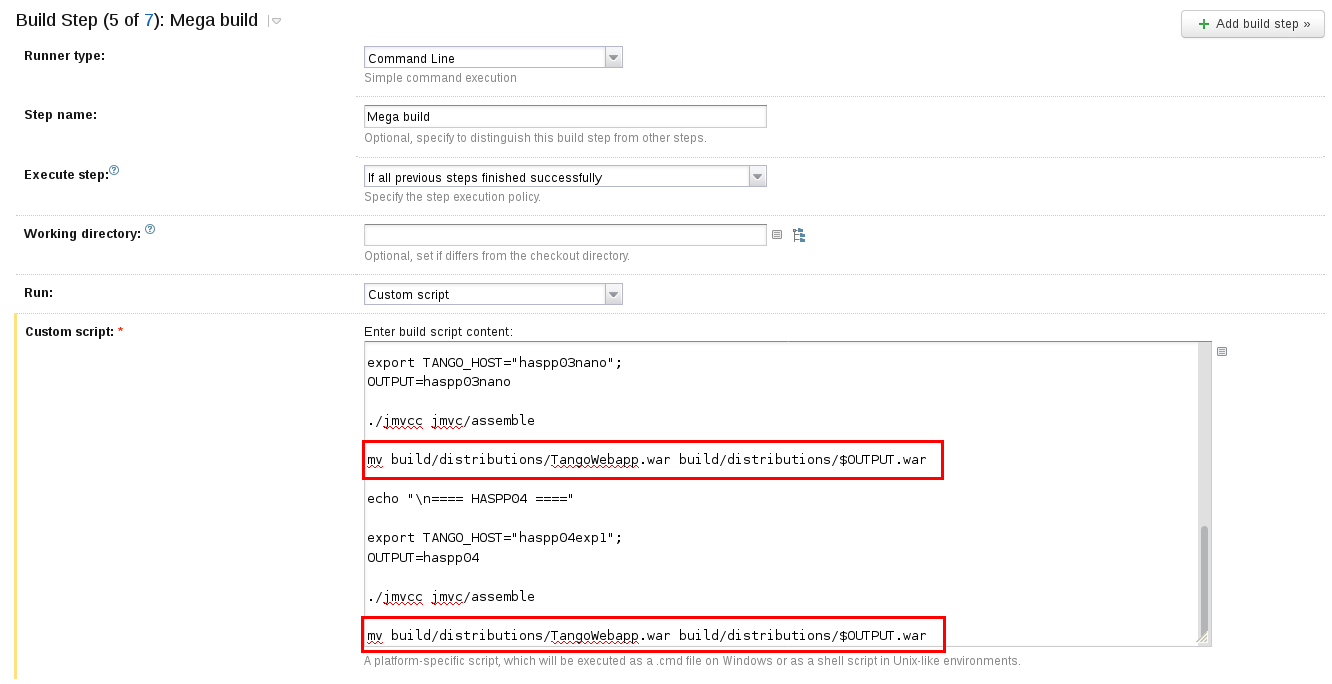 Build Step (5 of 7): Mega build
Add build step »
Runner type:
Command Line
Simple command execution
Step name:
Mega build
Optional, specify to distinguish this build step from other steps.
Execute step:
If all previous steps finished successfully
Specify the step execution policy.
Working directory:
Optional, set if differs from the checkout directory.
Run:
Custom script
Custom script: *
Enter build script content:
export TANGO_HOST="haspp03nano";
OUTPUT=haspp03nano
./jmvcc jmvc/assemble
mv build/distributions/TangoWebapp.war build/distributions/$OUTPUT.war
echo "\n==== HASPP04 ===="
export TANGO_HOST="haspp04exp1";
OUTPUT=haspp04
./jmvcc jmvc/assemble
mv build/distributions/TangoWebapp.war build/distributions/$OUTPUT.war
A platform-specific script, which will be executed as a .cmd file on Windows or as a shell script in Unix-like environments.